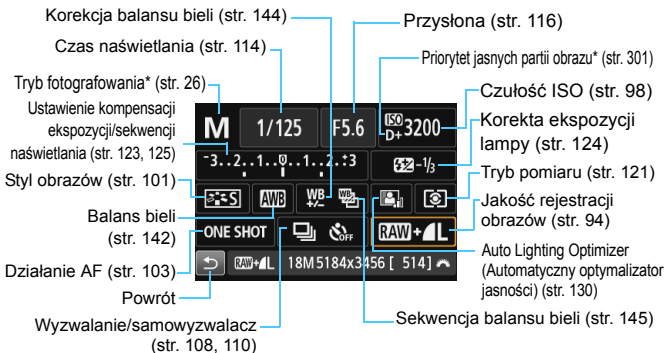 Korekcja balansu bieli (str. 144)
Przysłona (str. 116)
Czas naświetlania (str. 114)
Priorytet jasnych partii obrazu* (str. 301)
Tryb fotografowania* (str. 26)
Czułość ISO (str. 98)
Ustawienie kompensacji
ekspozycji/sekwencji
naświetlania (str. 123, 125)
Korekta ekspozycji
lampy (str. 124)
Styl obrazów (str. 101)
Tryb pomiaru (str. 121)
Balans bieli
(str. 142)
Jakość rejestracji
obrazów (str. 94)
Działanie AF (str. 103)
Auto Lighting Optimizer
(Automatyczny optymalizator
jasności) (str. 130)
Powrót
Sekwencja balansu bieli (str. 145)
Wyzwalanie/samowyzwalacz
(str. 108, 110)
M 1/125 F5.6 ISO D+ 3200
-3..2..1..0..1..2..+3 -1/3
S AWB WB +/- WB
ONE SHOT OFF RAW+L
RAW+L 18M 5184x3456 [ 514]